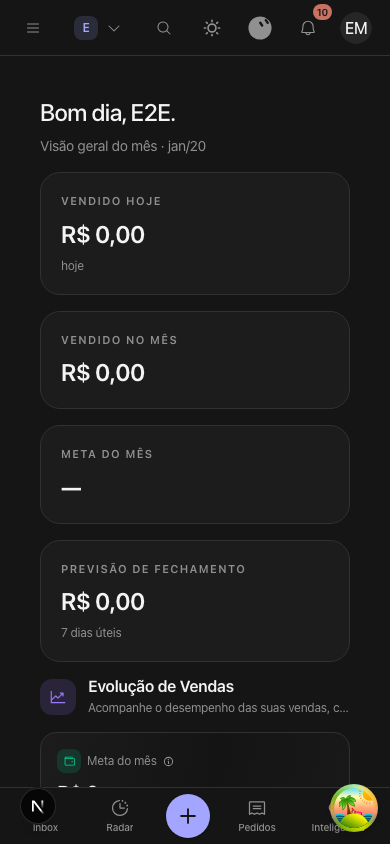 E
10
EM
Bom dia, E2E.
Visão geral do mês · jan/20
VENDIDO HOJE
R$ 0,00
hoje
VENDIDO NO MÊS
R$ 0,00
META DO MÊS
—
PREVISÃO DE FECHAMENTO
R$ 0,00
7 dias úteis
Evolução de Vendas
Acompanhe o desempenho das suas vendas, c...
Meta do mês
N
Inbox
Radar
Pedidos